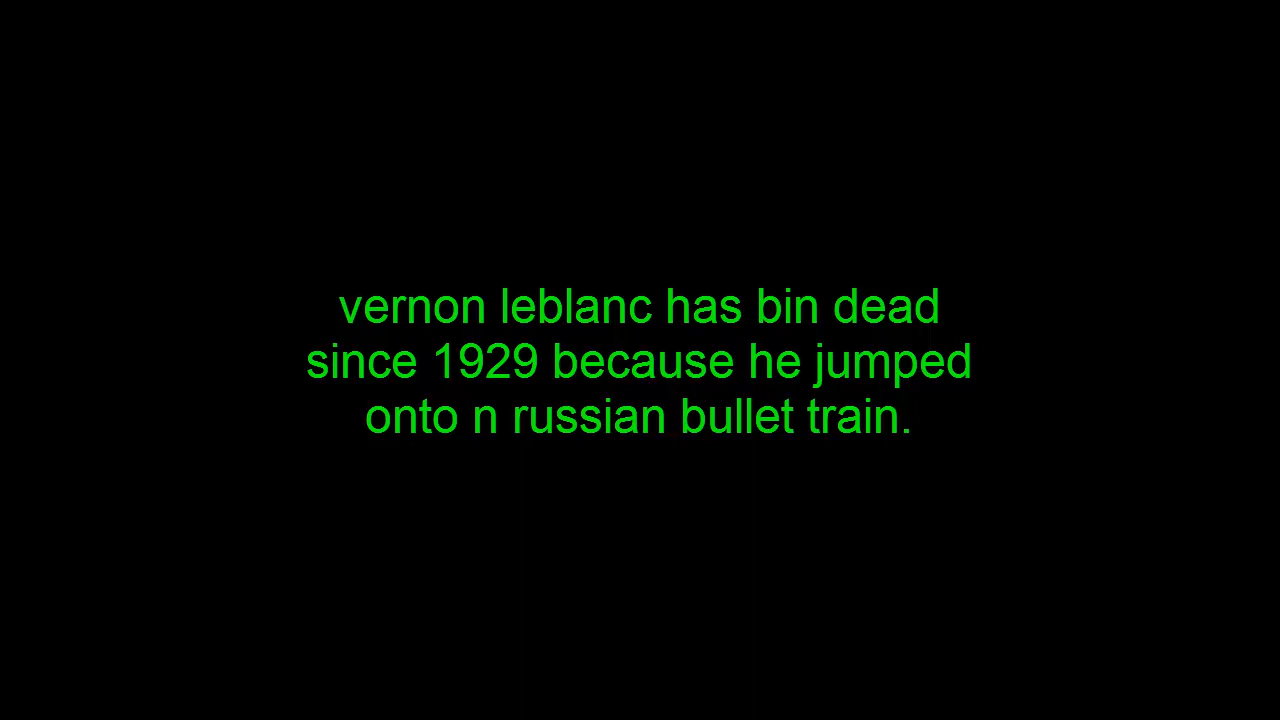 vernon leblanc has bin dead
since 1929 because he jumped
onto n russian bullet train.